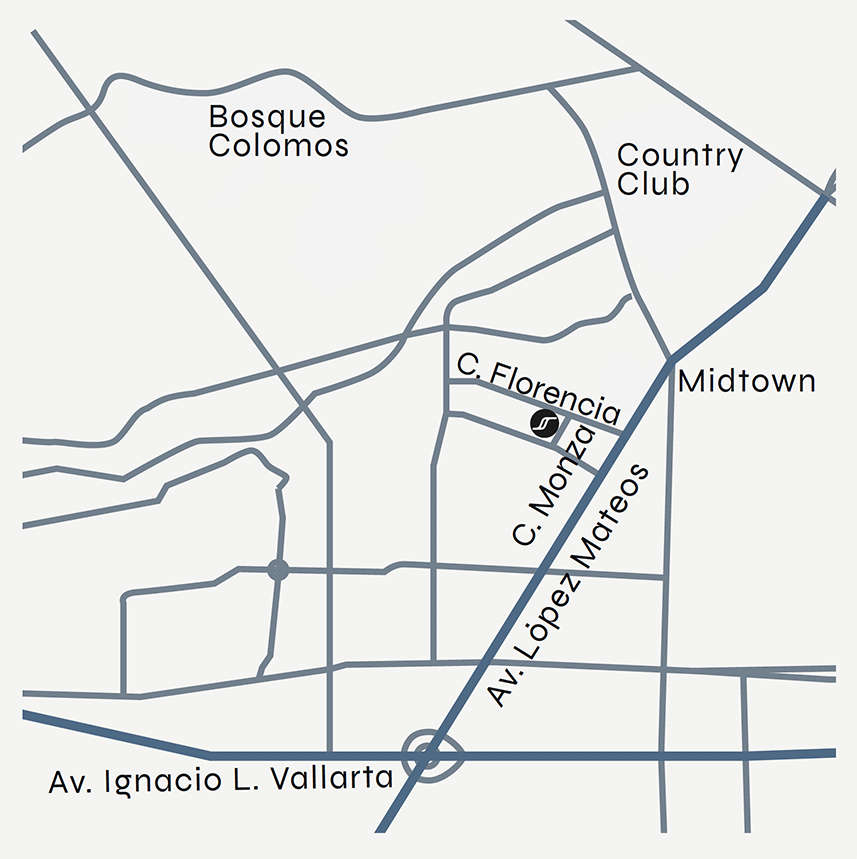 Bosque
Colomos
Country
Club
C. Florencia
Midtown
C. Monza
Av. López Mateos
Av. Ignacio L. Vallarta